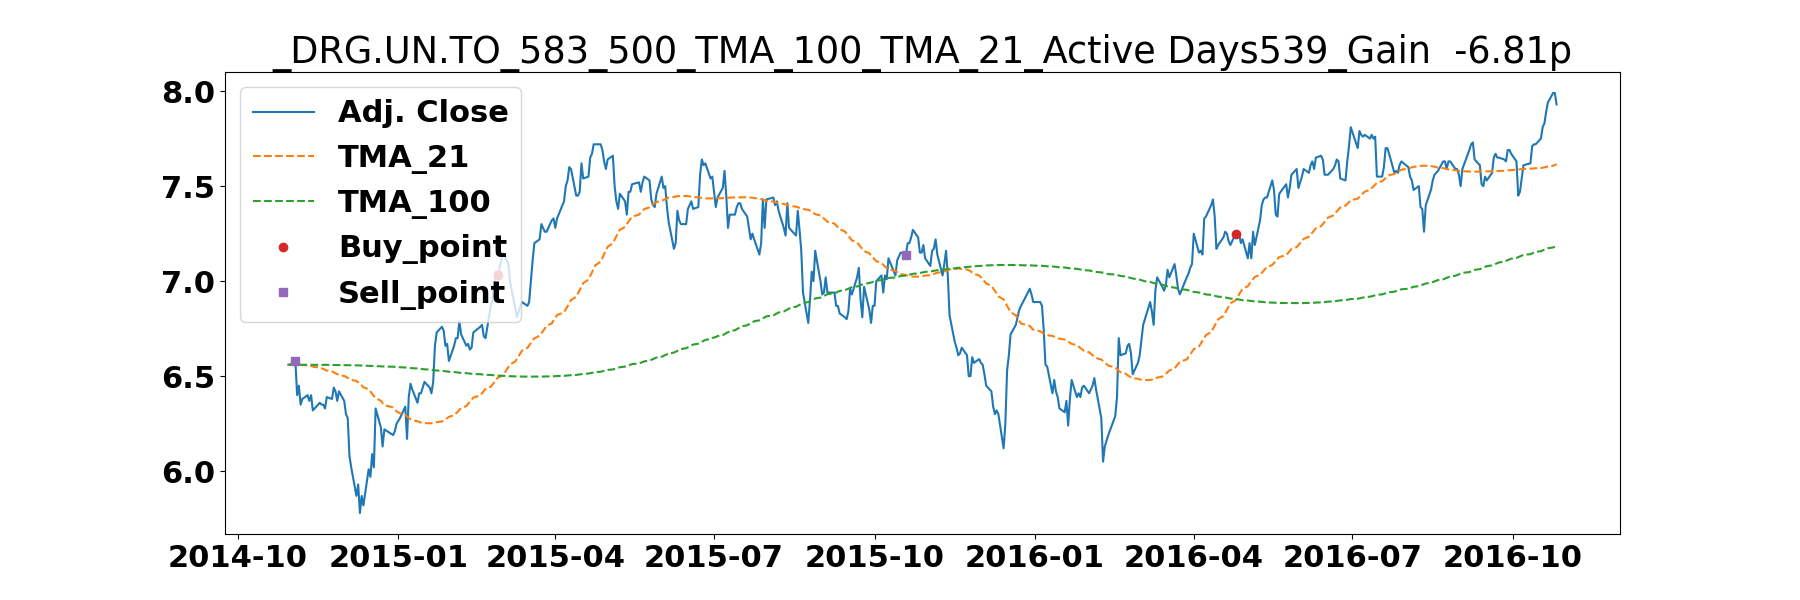 _DRG.UN.TO_583_500_TMA_100_TMA_21_Active Days539_Gain  -6.81p
8.0
7.5
7.0
6.5
6.0
Adj. Close
TMA_21
TMA_100
Buy_point
Sell_point
2014-10 2015-01 2015-04 2015-07 2015-10 2016-01 2016-04 2016-07 2016-10